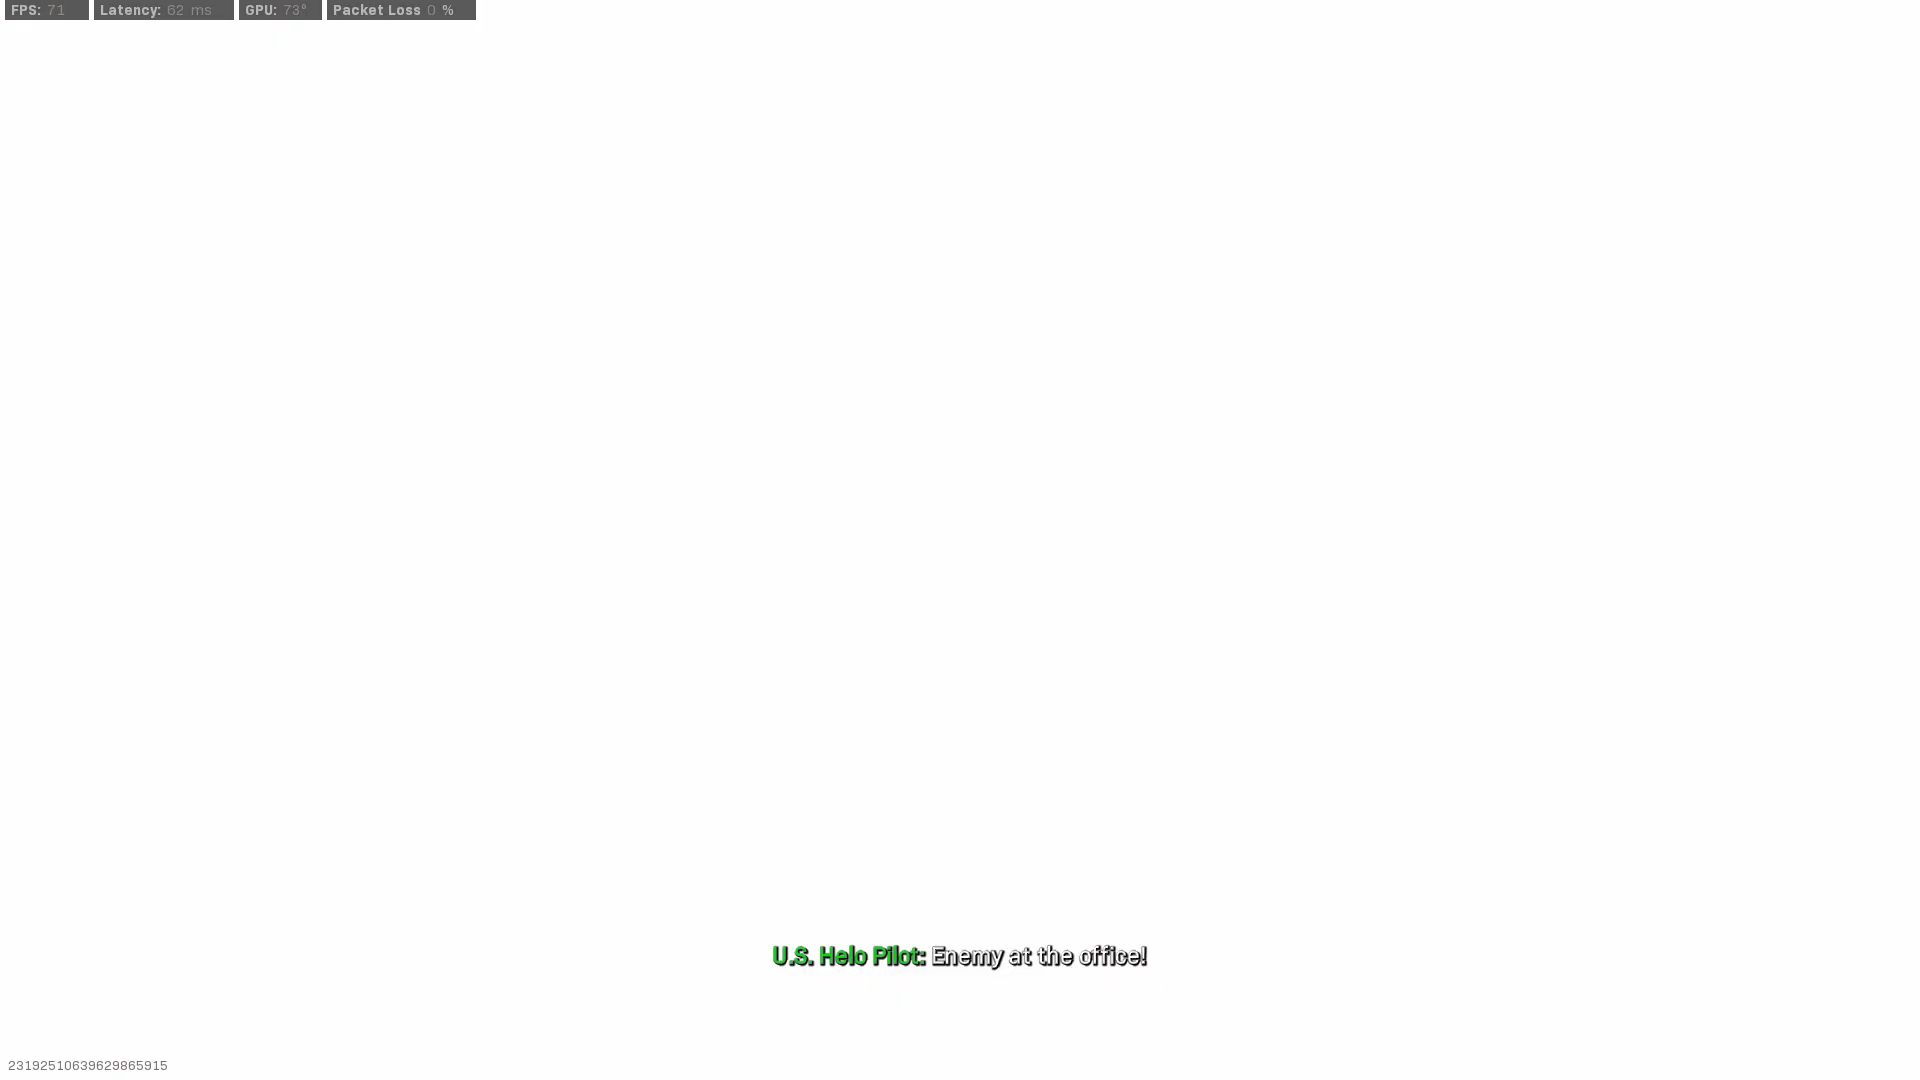 FPS: 71 Latency: 62 ms GPU: 73° Packet Loss 0 %
U.S. Helo Pilot: Enemy at the office!
23192510639629865915